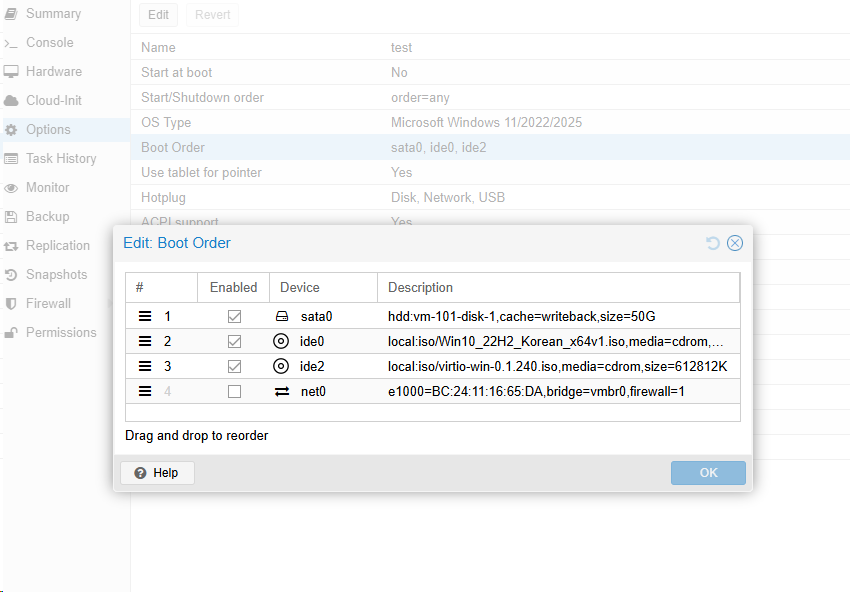 Summary
Console
Hardware
Cloud-Init
Options
Task History
Monitor
Backup
Replication
Snapshots
Firewall
Permissions
Edit Revert
Name test
Start at boot No
Start/Shutdown order order=any
OS Type Microsoft Windows 11/2022/2025
Boot Order sata0, ide0, ide2
Use tablet for pointer Yes
Hotplug Disk, Network, USB
ACPI support Yes
Edit: Boot Order
# Enabled Device Description
1 sata0 hdd:vm-101-disk-1,cache=writeback,size=50G
2 ide0 local:iso/Win10_22H2_Korean_x64v1.iso,media=cdrom,...
3 ide2 local:iso/virtio-win-0.1.240.iso,media=cdrom,size=612812K
4 net0 e1000=BC:24:11:16:65:DA,bridge=vmbr0,firewall=1
Drag and drop to reorder
Help OK